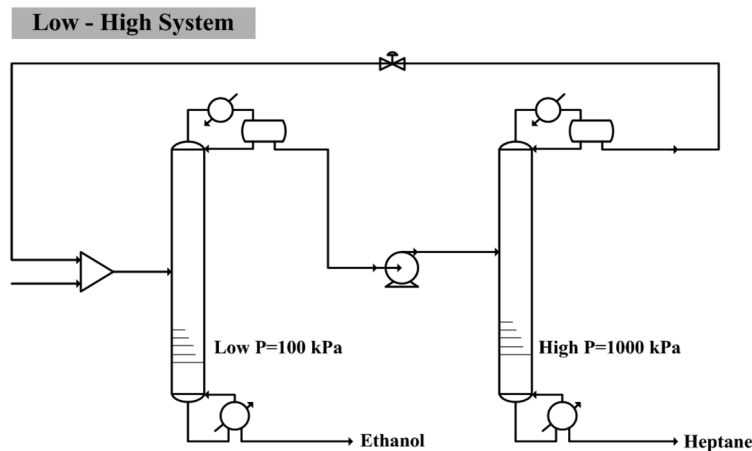 Low - High System
Low P=100 kPa
High P=1000 kPa
Ethanol
Heptane